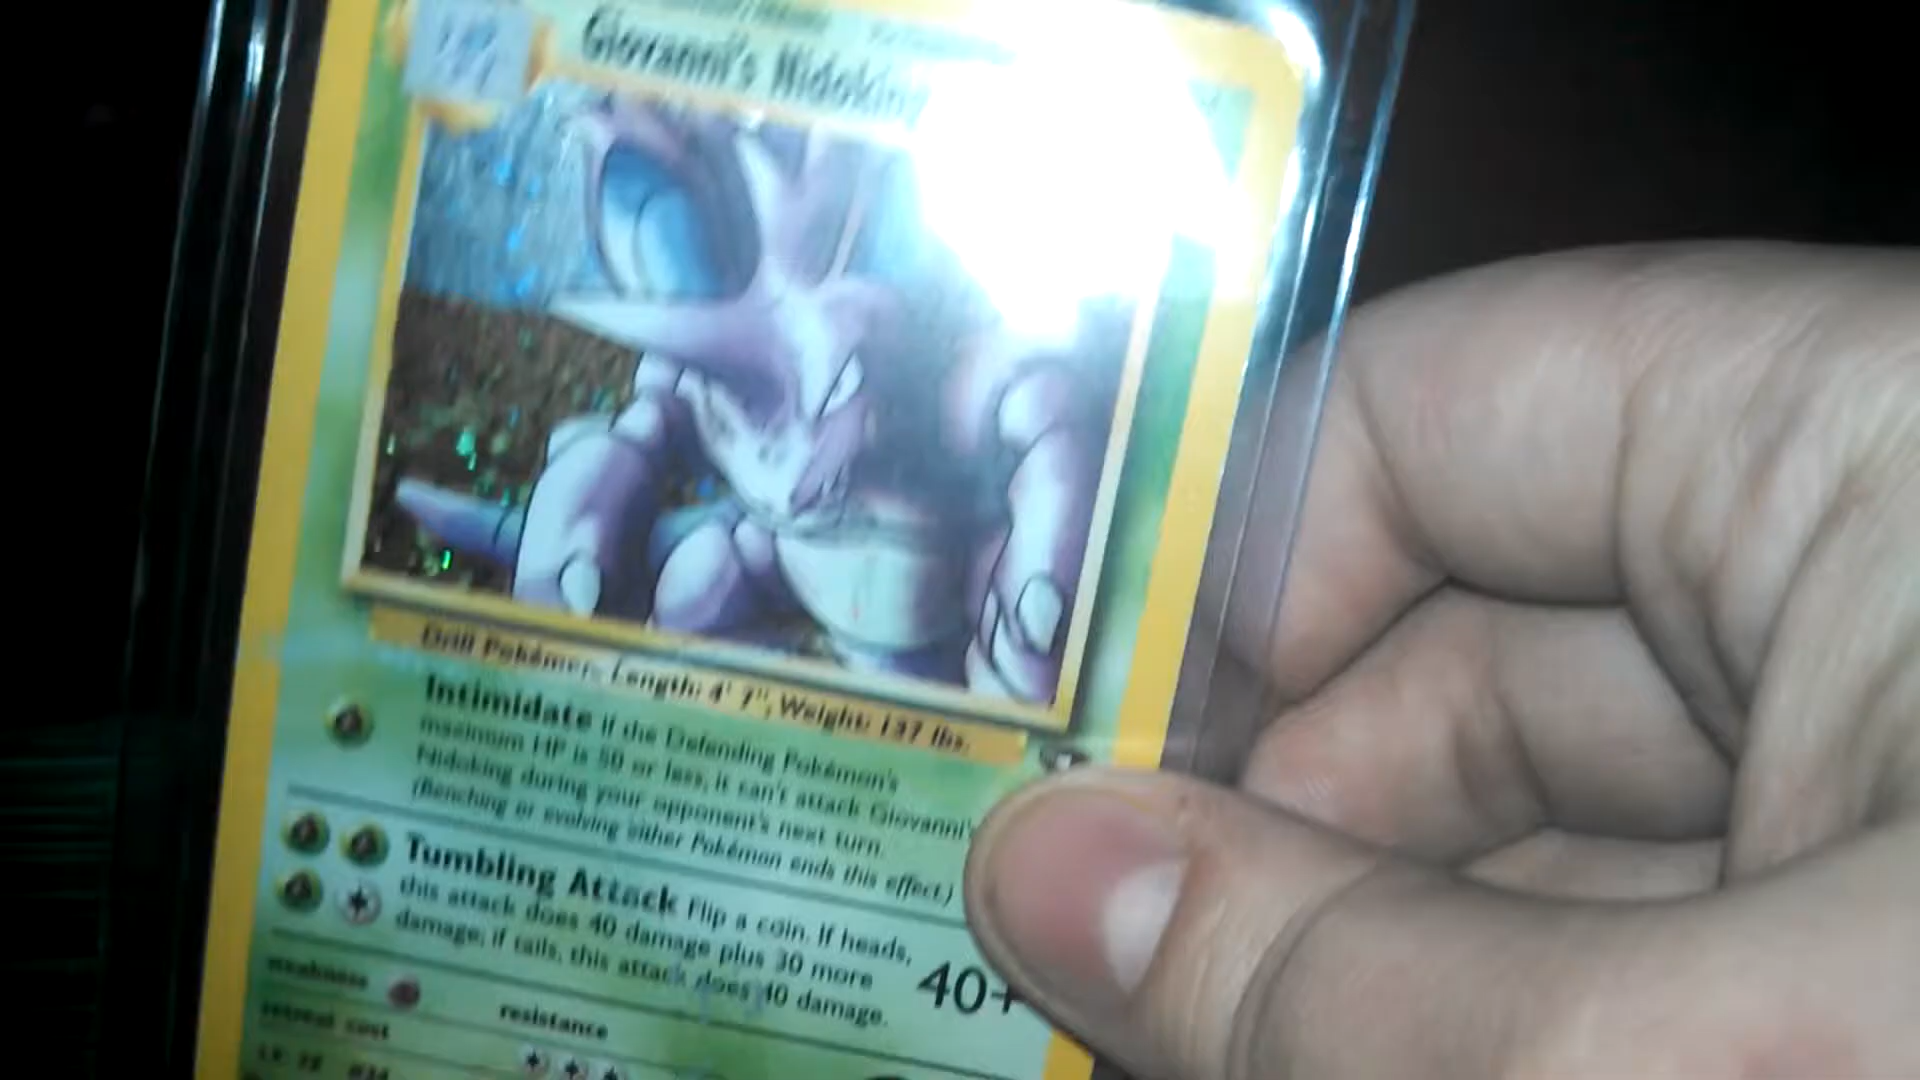 Giovanni's Nidoking
Drill Pokémon. Length: 4' 7", Weight: 137 lbs.
Intimidate If the Defending Pokémon's
maximum HP is 50 or less, it can't attack Giovanni's
Nidoking during your opponent's next turn.
(Benching or evolving either Pokémon ends this effect.)
Tumbling Attack Flip a coin. If heads,
this attack does 40 damage plus 30 more
damage; if tails, this attack does 40 damage.
40+
weakness
resistance
retreat cost